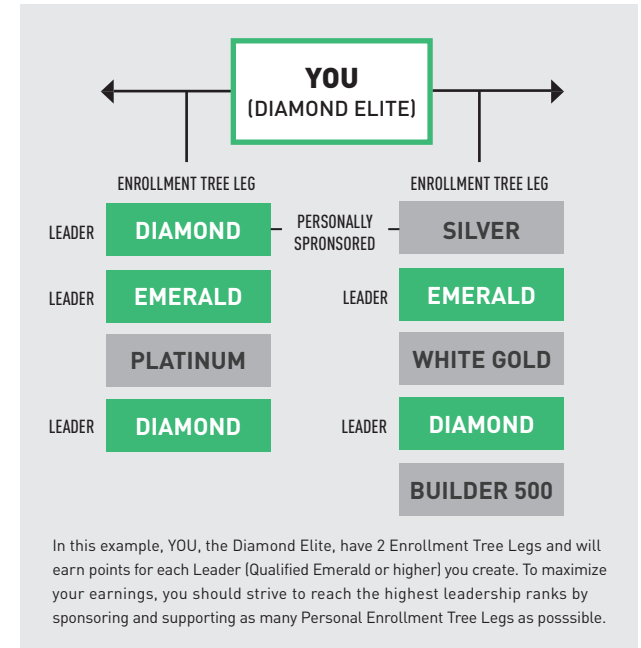 YOU
(DIAMOND ELITE)
ENROLLMENT TREE LEG
ENROLLMENT TREE LEG
LEADER
DIAMOND
PERSONALLY
SPRONSORED
SILVER
LEADER
EMERALD
LEADER
EMERALD
PLATINUM
WHITE GOLD
LEADER
DIAMOND
LEADER
DIAMOND
BUILDER 500
In this example, YOU, the Diamond Elite, have 2 Enrollment Tree Legs and will
earn points for each Leader (Qualified Emerald or higher) you create. To maximize
your earnings, you should strive to reach the highest leadership ranks by
sponsoring and supporting as many Personal Enrollment Tree Legs as posssible.